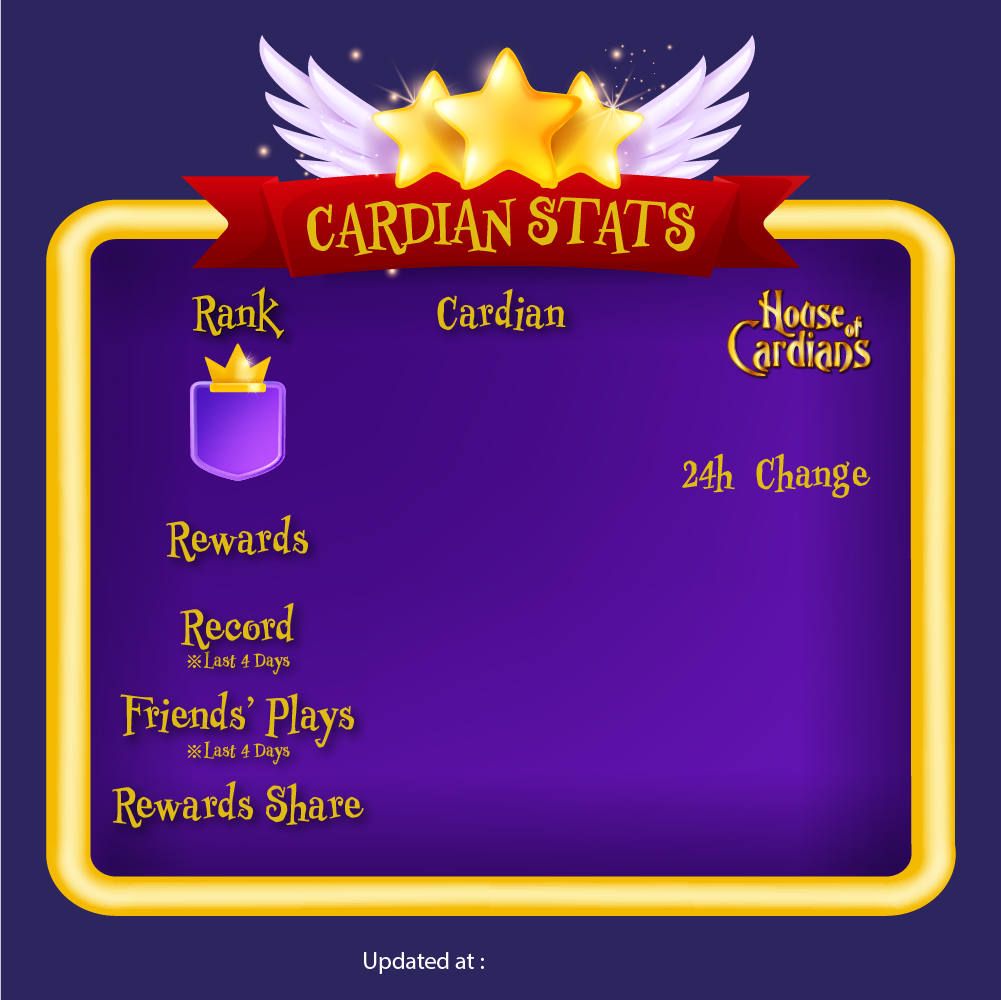 CARDIAN STATS
Rank
Cardian
House of
Cardians
24h Change
Rewards
Record
※Last 4 Days
Friends' Plays
※Last 4 Days
Rewards Share
Updated at :